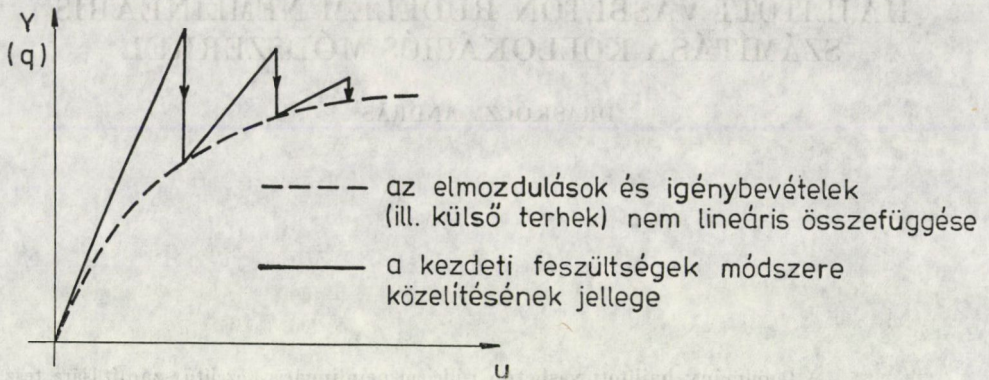 Y
(q)
az elmozdulások és igénybevételek
(ill. külső terhek) nem lineáris összefüggése
a kezdeti feszültségek módszere
közelítésének jellege
u